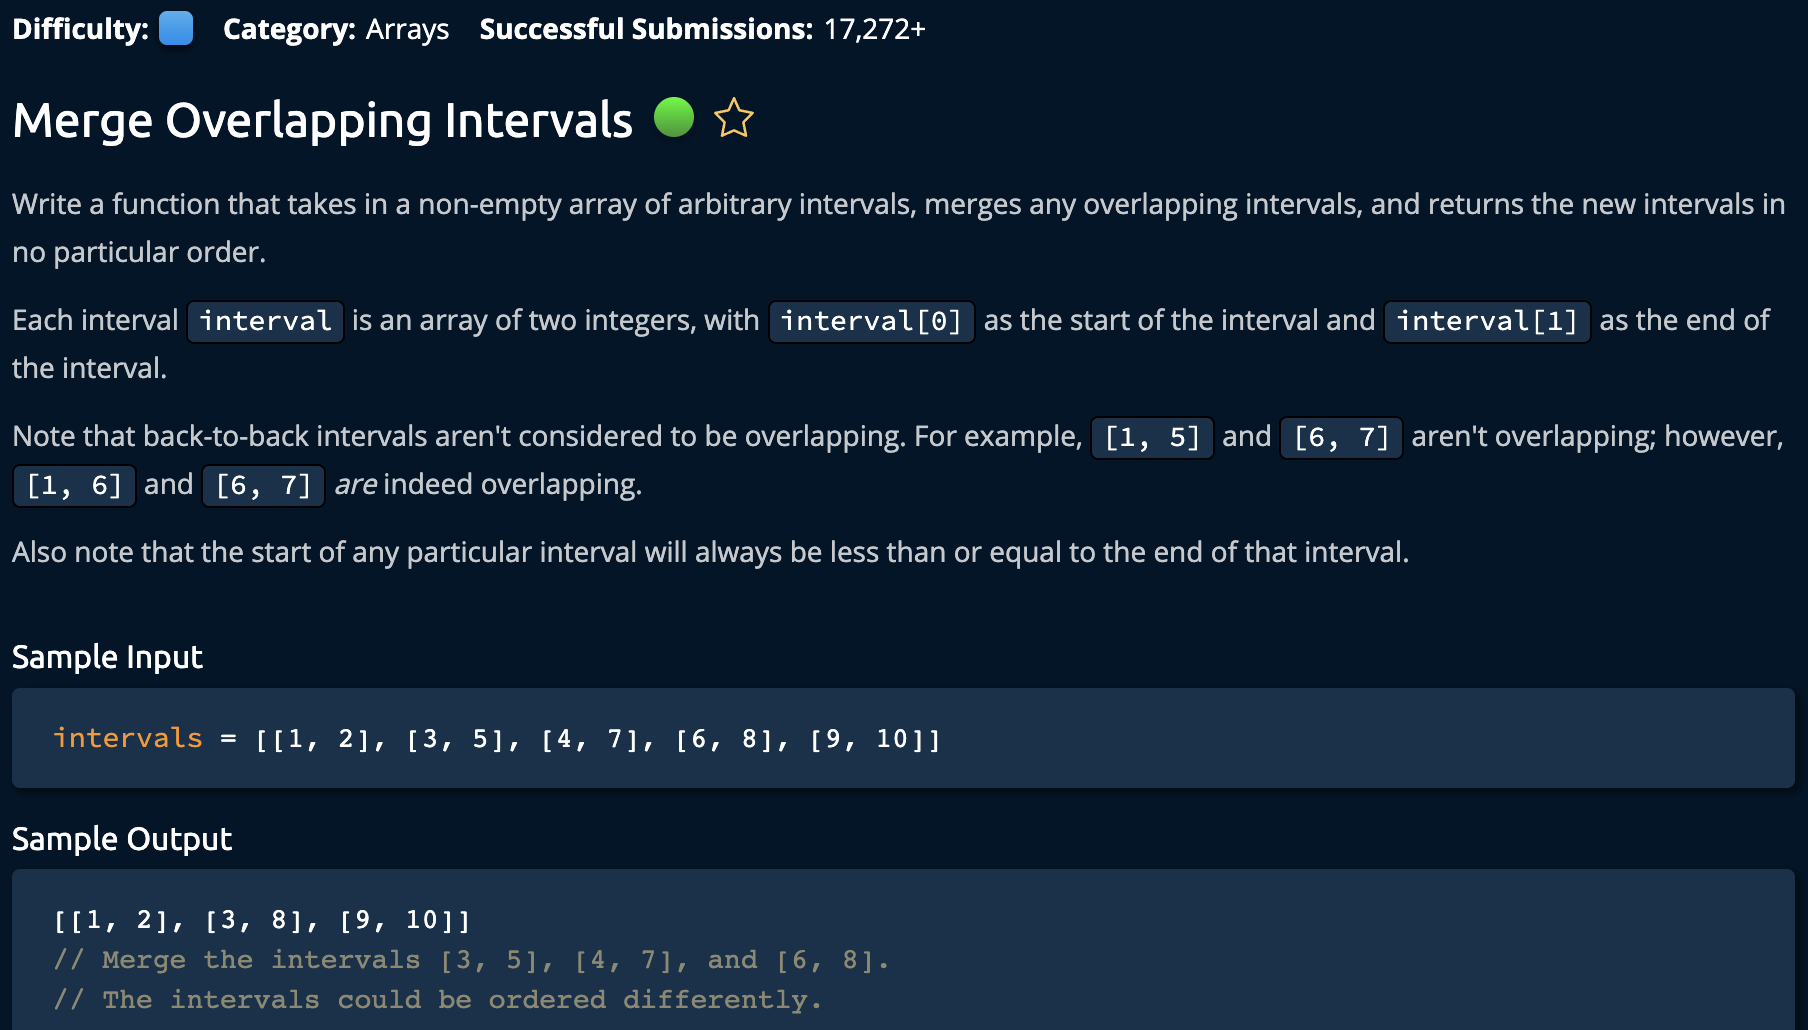 Difficulty: Category: Arrays Successful Submissions: 17,272+
Merge Overlapping Intervals
Write a function that takes in a non-empty array of arbitrary intervals, merges any overlapping intervals, and returns the new intervals in
no particular order.
Each interval interval is an array of two integers, with interval[0] as the start of the interval and interval[1] as the end of
the interval.
Note that back-to-back intervals aren't considered to be overlapping. For example, [1, 5] and [6, 7] aren't overlapping; however,
[1, 6] and [6, 7] are indeed overlapping.
Also note that the start of any particular interval will always be less than or equal to the end of that interval.
Sample Input
intervals = [[1, 2], [3, 5], [4, 7], [6, 8], [9, 10]]
Sample Output
[[1, 2], [3, 8], [9, 10]]
// Merge the intervals [3, 5], [4, 7], and [6, 8].
// The intervals could be ordered differently.